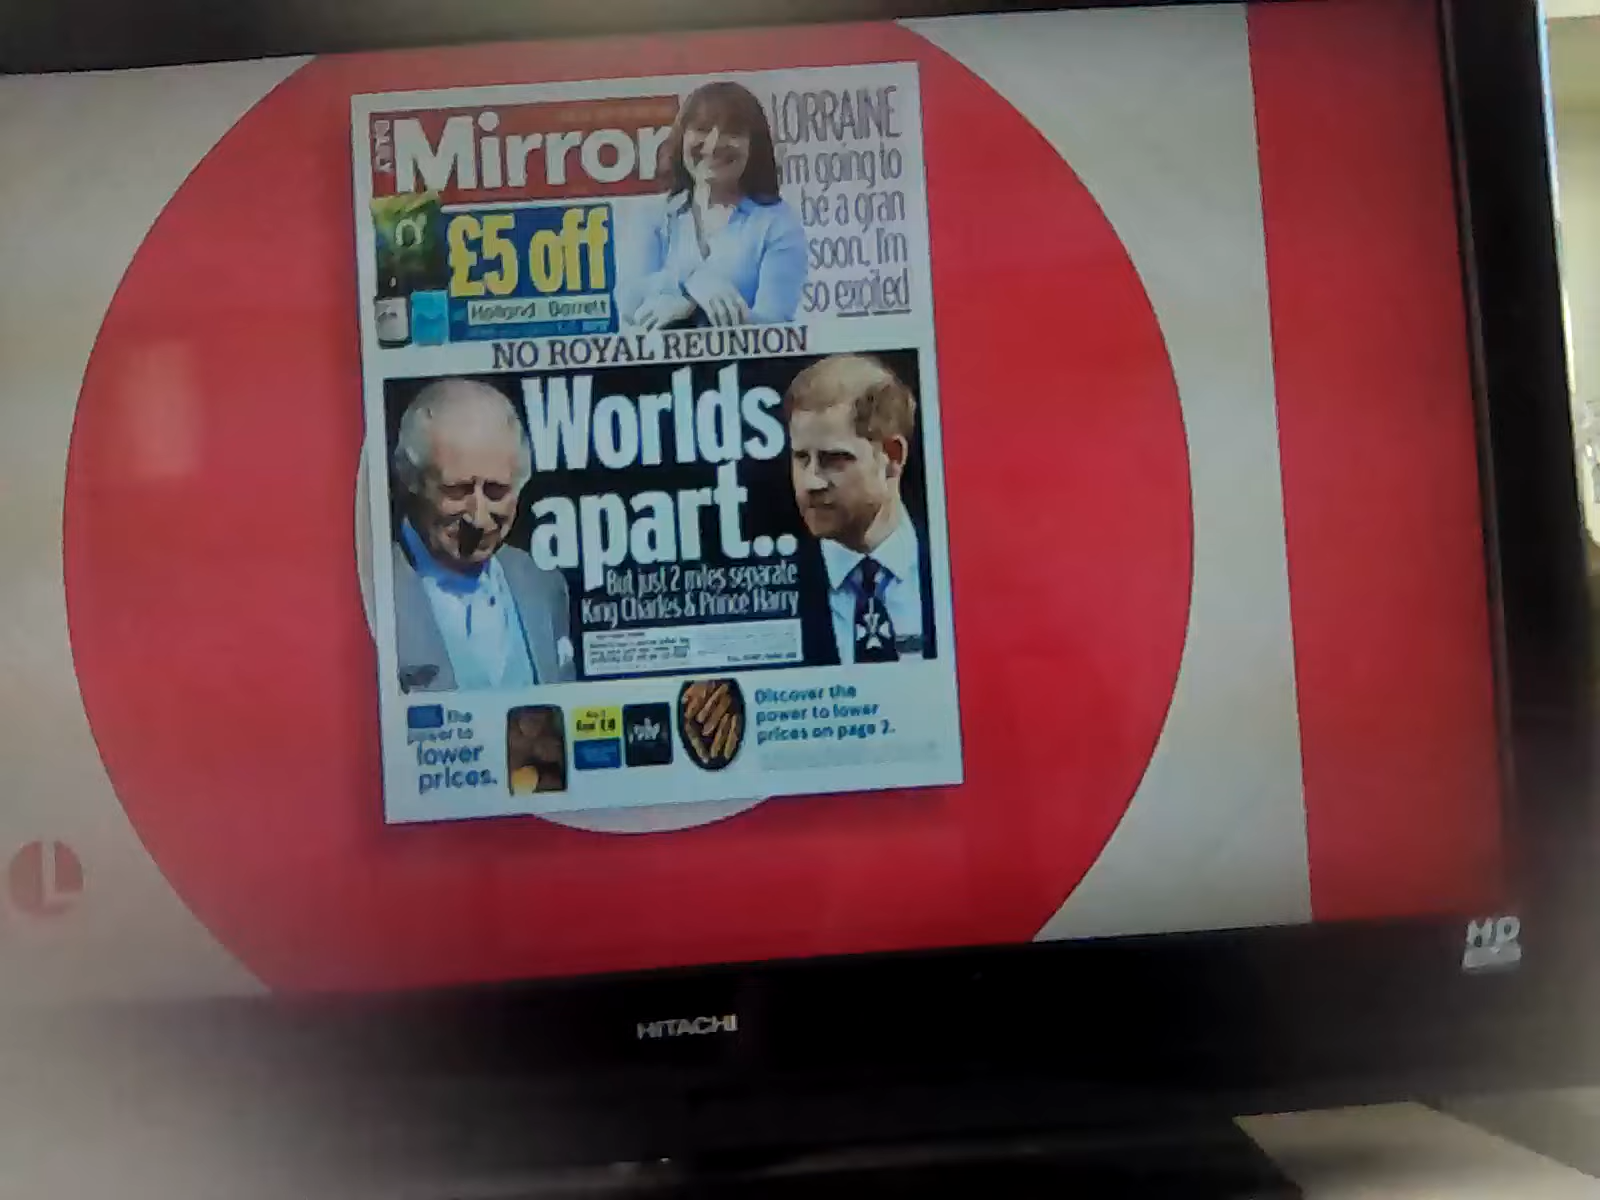 Mirror
LORRAINE
I'm going to
be a gran
soon, I'm
so excited
£5 off
Holland & Barrett
NO ROYAL REUNION
Worlds
apart..
But just 2 miles separate
King Charles & Prince Harry
the
power to
lower
prices.
Discover the
power to lower
prices on page 2.
L
HD
HITACHI